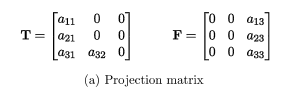 T = [a11 0 0] F = [0 0 a13]
[a21 0 0] [0 0 a23]
[a31 a32 0] [0 0 a33]
(a) Projection matrix